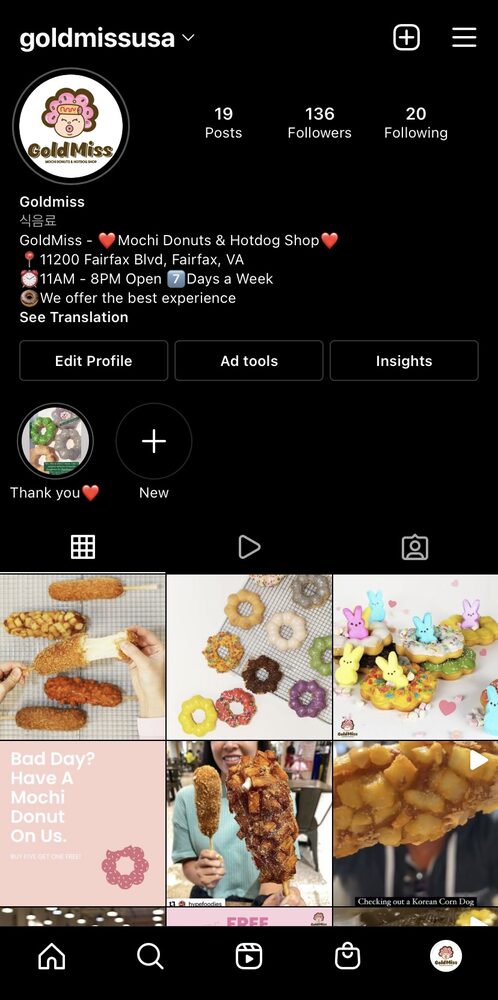 goldmissusa
19
136
20
Posts
Followers
Following
GoldMiss
MOCHI DONUTS & HOTDOG SHOP
Goldmiss
식음료
GoldMiss - ❤️Mochi Donuts & Hotdog Shop❤️
📍11200 Fairfax Blvd, Fairfax, VA
⏰11AM - 8PM Open 7️⃣Days a Week
🍩We offer the best experience
See Translation
Edit Profile
Ad tools
Insights
Thank you❤️
New
GoldMiss
Bad Day?
Have A
Mochi
Donut
On Us.
BUY FIVE GET ONE FREE!
hypefoodies
Checking out a Korean Corn Dog
FREE
GoldMiss